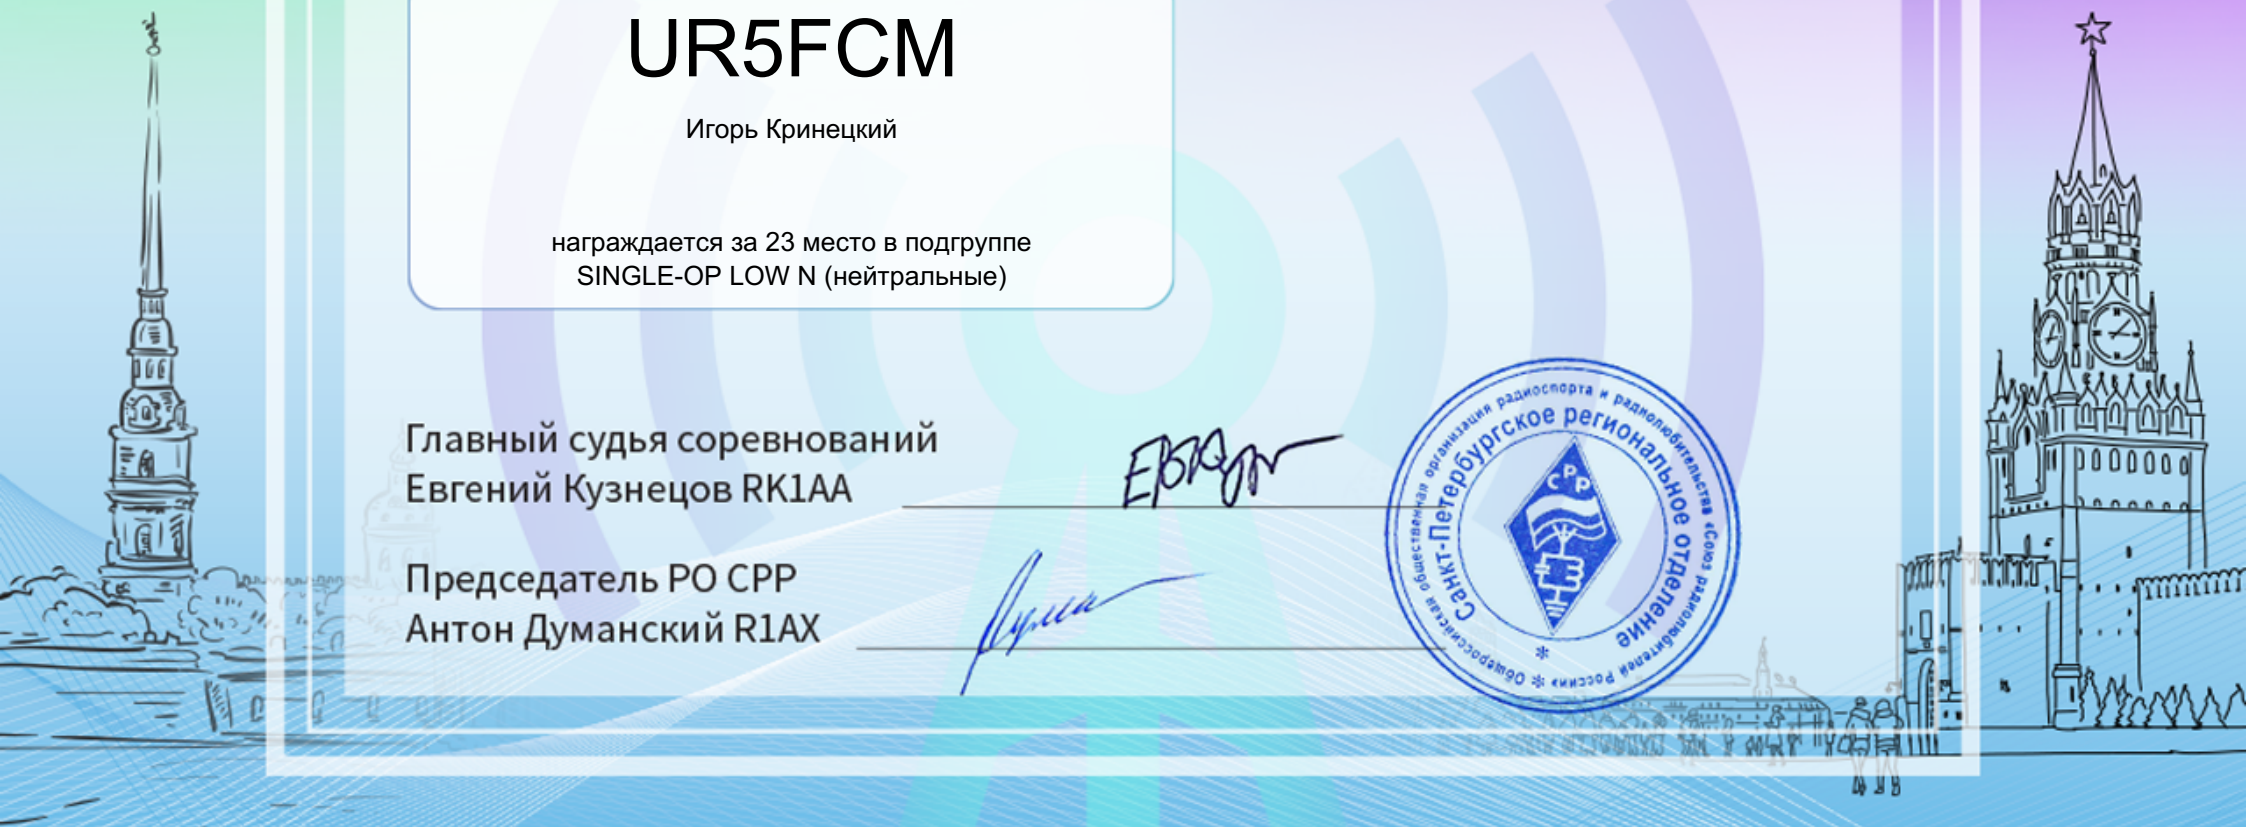 UR5FCM
Игорь Кринецкий
награждается за 23 место в подгруппе
SINGLE-OP LOW N (нейтральные)
Главный судья соревнований
Евгений Кузнецов RK1AA
Председатель РО СРР
Антон Думанский R1AX
Общероссийская общественная организация радиоспорта и радиолюбительства «Союз радиолюбителей России»
Санкт-Петербургское региональное отделение
СРР